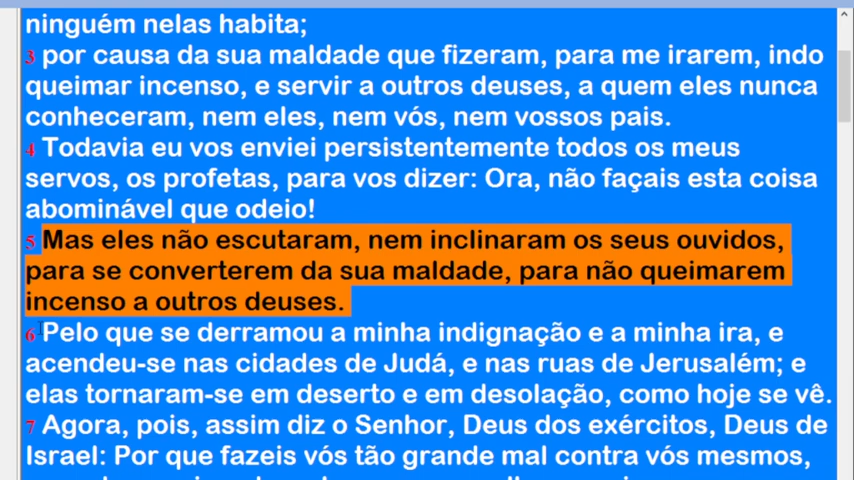 ninguém nelas habita;
3 por causa da sua maldade que fizeram, para me irarem, indo
queimar incenso, e servir a outros deuses, a quem eles nunca
conheceram, nem eles, nem vós, nem vossos pais.
4 Todavia eu vos enviei persistentemente todos os meus
servos, os profetas, para vos dizer: Ora, não façais esta coisa
abominável que odeio!
5 Mas eles não escutaram, nem inclinaram os seus ouvidos,
para se converterem da sua maldade, para não queimarem
incenso a outros deuses.
6 Pelo que se derramou a minha indignação e a minha ira, e
acendeu-se nas cidades de Judá, e nas ruas de Jerusalém; e
elas tornaram-se em deserto e em desolação, como hoje se vê.
7 Agora, pois, assim diz o Senhor, Deus dos exércitos, Deus de
Israel: Por que fazeis vós tão grande mal contra vós mesmos,